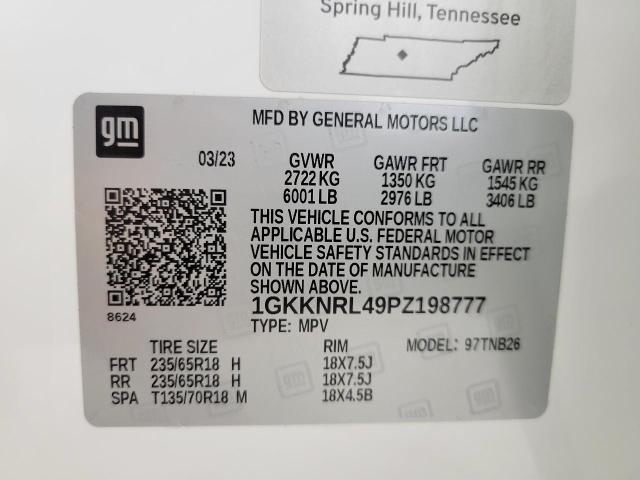 Spring Hill, Tennessee
gm
MFD BY GENERAL MOTORS LLC
03/23 GVWR GAWR FRT GAWR RR
2722 KG 1350 KG 1545 KG
6001 LB 2976 LB 3406 LB
THIS VEHICLE CONFORMS TO ALL
APPLICABLE U.S. FEDERAL MOTOR
VEHICLE SAFETY STANDARDS IN EFFECT
ON THE DATE OF MANUFACTURE
SHOWN ABOVE.
8624
1GKKNRL49PZ198777
TYPE: MPV
TIRE SIZE RIM MODEL: 97TNB26
FRT 235/65R18 H 18X7.5J
RR 235/65R18 H 18X7.5J
SPA T135/70R18 M 18X4.5B